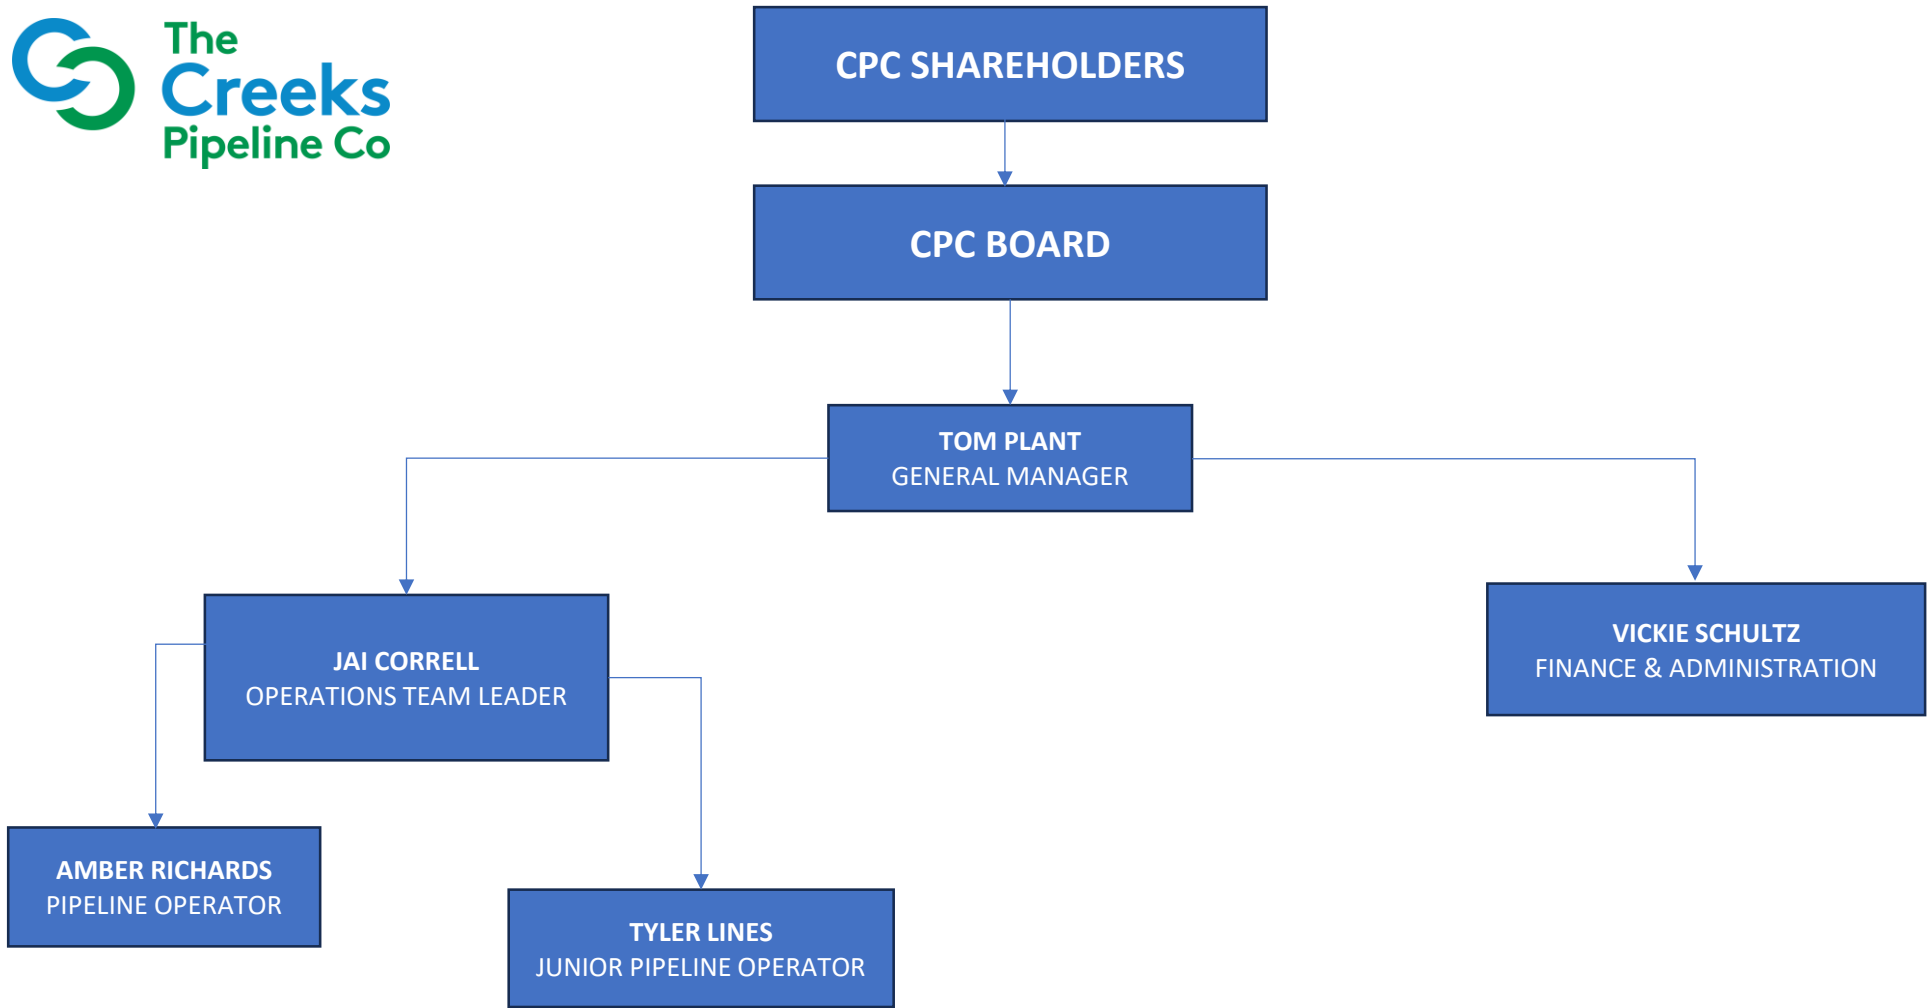 The
Creeks
Pipeline Co
CPC SHAREHOLDERS
CPC BOARD
TOM PLANT
GENERAL MANAGER
JAI CORRELL
OPERATIONS TEAM LEADER
VICKIE SCHULTZ
FINANCE & ADMINISTRATION
AMBER RICHARDS
PIPELINE OPERATOR
TYLER LINES
JUNIOR PIPELINE OPERATOR